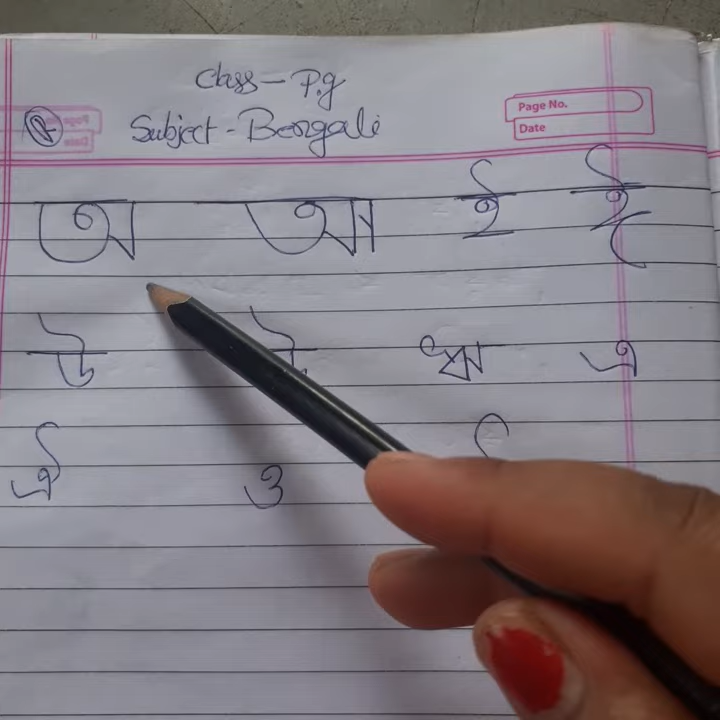 Class - P.g
Subject - Bengali
Page No.
Date
অ আ ই ঈ
উ ঋ এ
ঐ ও